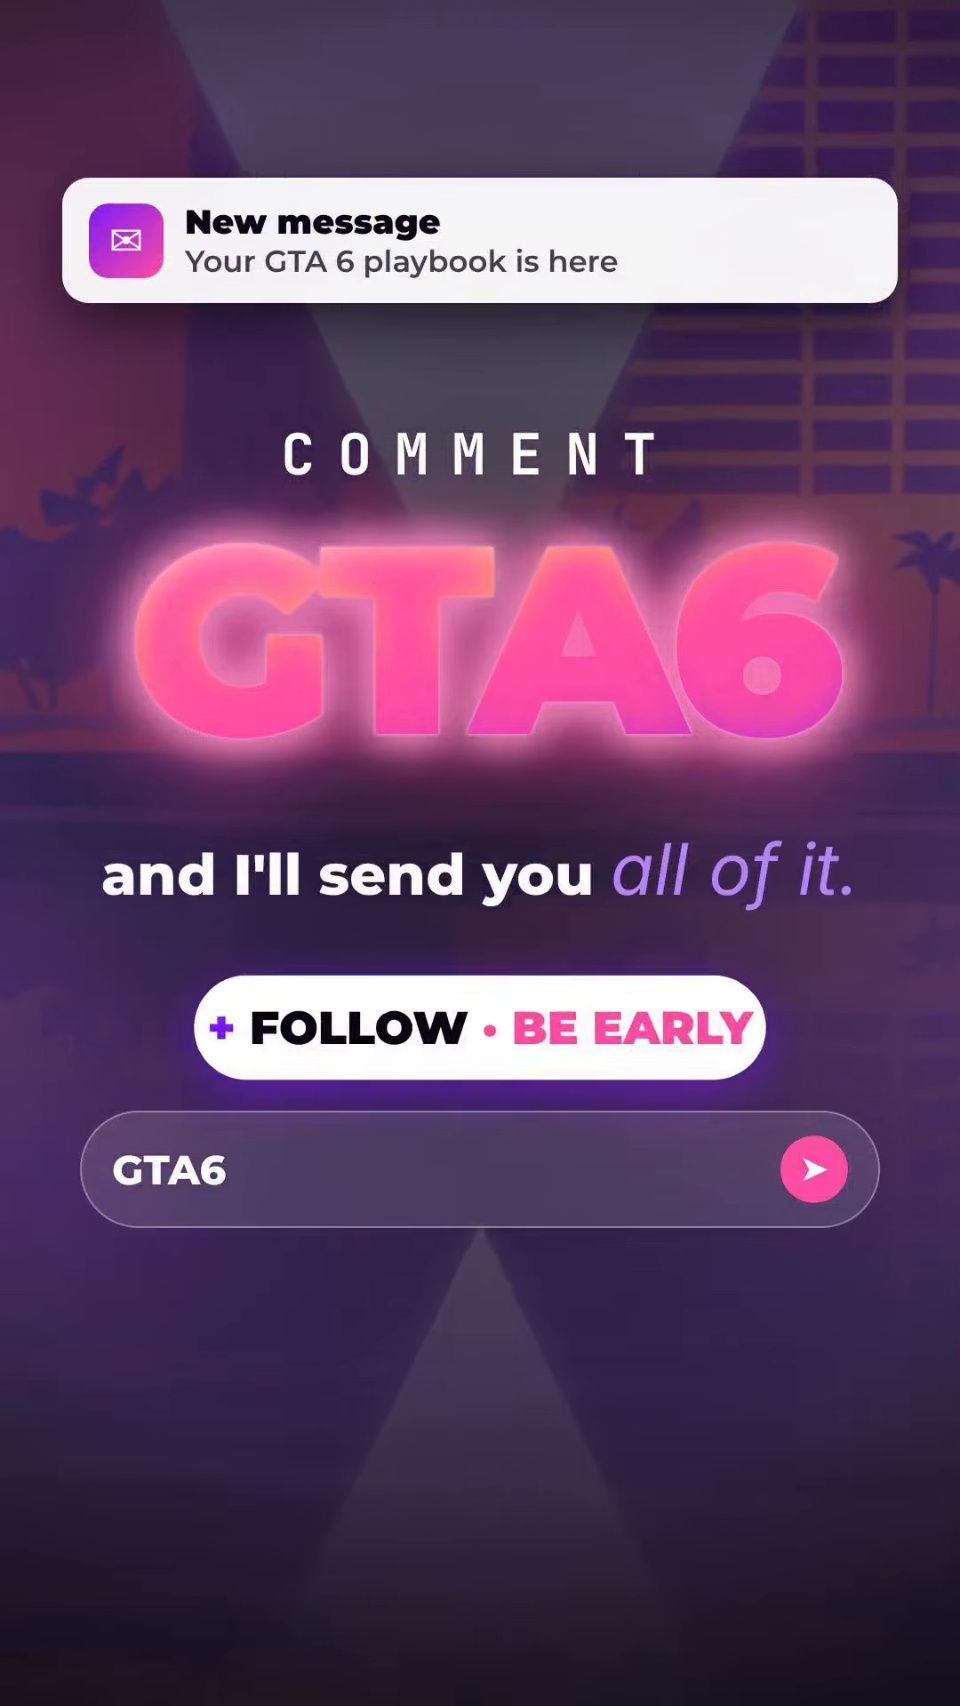 New message
Your GTA 6 playbook is here
COMMENT
GTA6
and I'll send you all of it.
+ FOLLOW • BE EARLY
GTA6